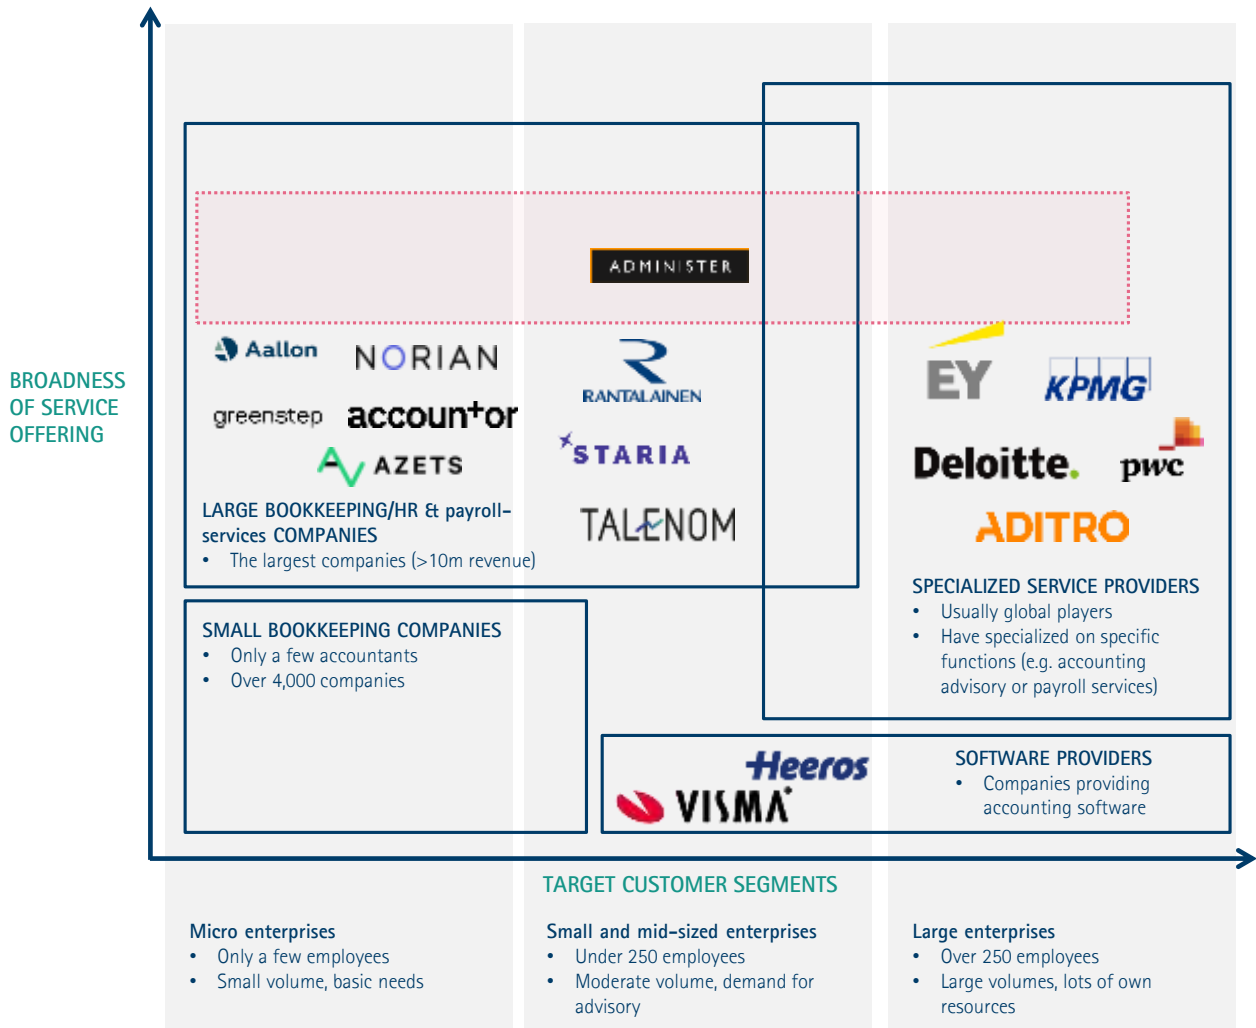 ADMINISTER
Aallon
NORIAN
greenstep
accountor
AZETS
RANTALAINEN
STARIA
TALENOM
EY
KPMG
Deloitte.
pwc
ADITRO
BROADNESS
OF SERVICE
OFFERING
LARGE BOOKKEEPING/HR & payroll-
services COMPANIES
• The largest companies (>10m revenue)
SMALL BOOKKEEPING COMPANIES
• Only a few accountants
• Over 4,000 companies
SPECIALIZED SERVICE PROVIDERS
• Usually global players
• Have specialized on specific
functions (e.g. accounting
advisory or payroll services)
Heeros
VISMA
SOFTWARE PROVIDERS
• Companies providing
accounting software
TARGET CUSTOMER SEGMENTS
Micro enterprises
• Only a few employees
• Small volume, basic needs
Small and mid-sized enterprises
• Under 250 employees
• Moderate volume, demand for
advisory
Large enterprises
• Over 250 employees
• Large volumes, lots of own
resources